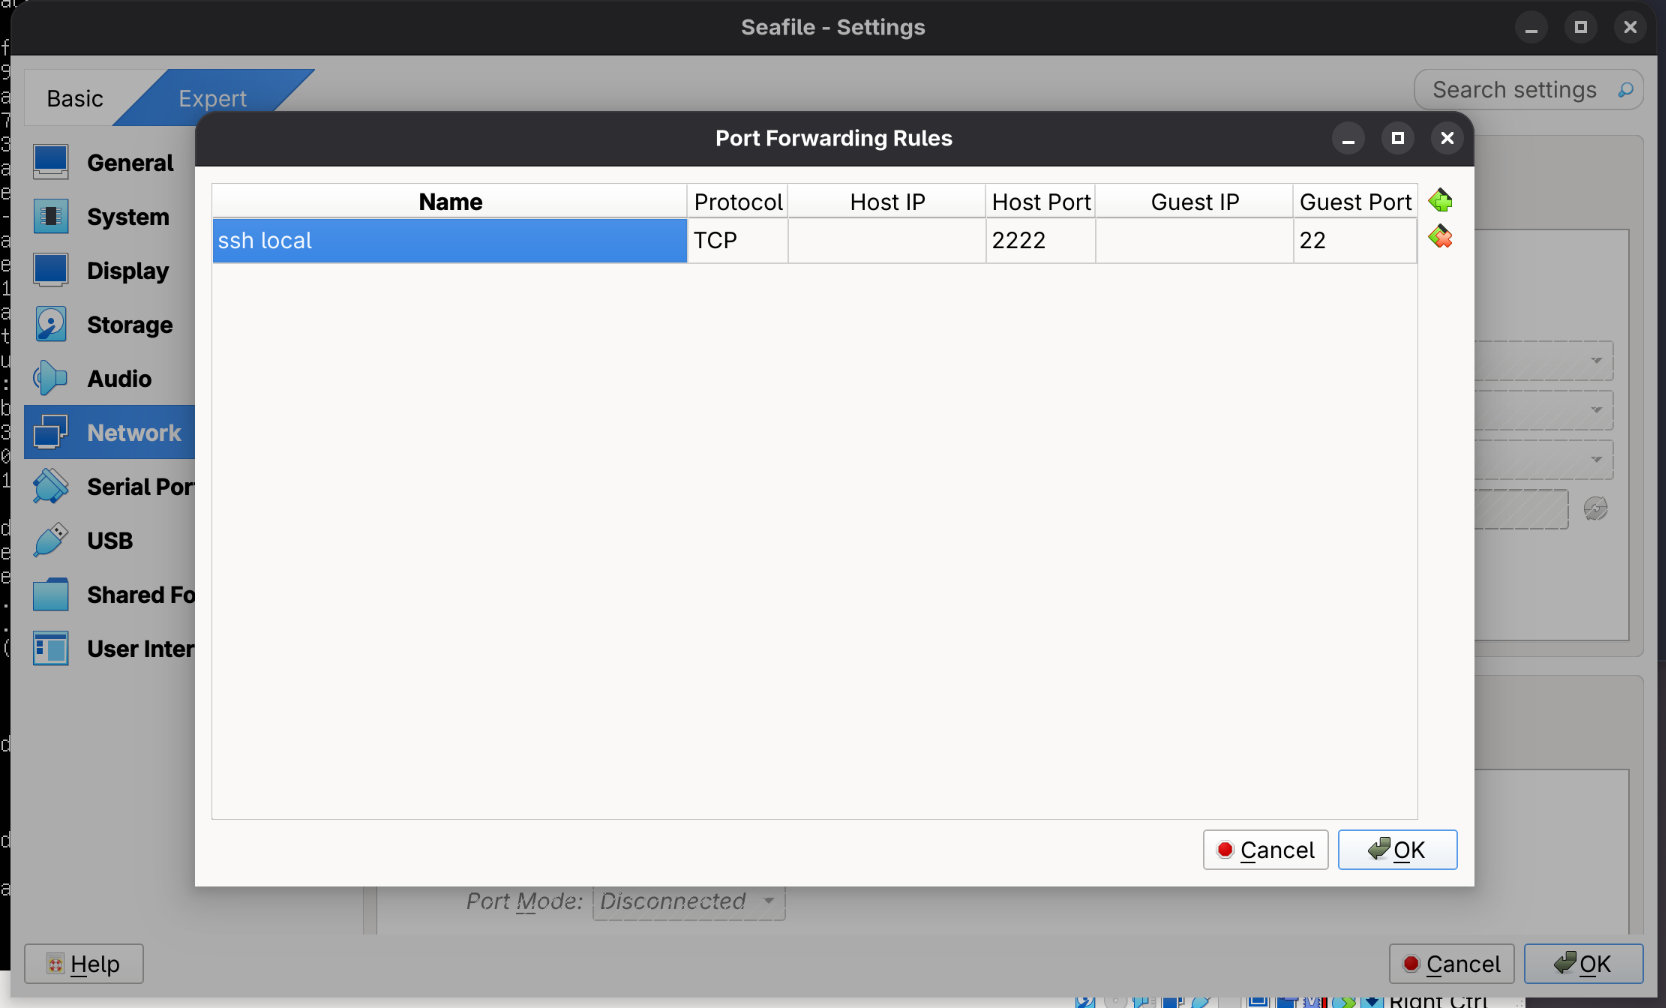 Seafile - Settings
Basic
Expert
Search settings
General
System
Display
Storage
Audio
Network
Serial Por
USB
Shared Fo
User Inter
Port Forwarding Rules
Name Protocol Host IP Host Port Guest IP Guest Port
ssh local TCP 2222 22
Cancel OK
Port Mode: Disconnected
Help
Cancel OK
Right Ctrl